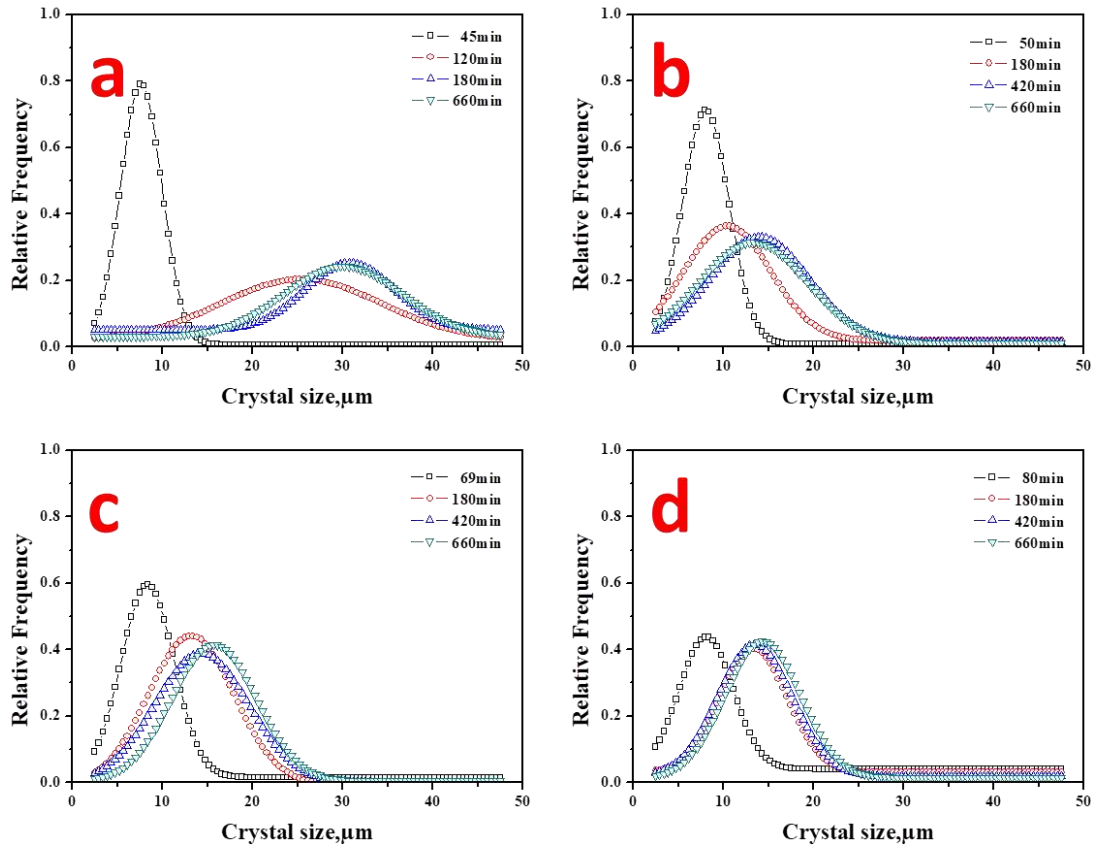 a
1.0
0.8
0.6
0.4
0.2
0.0
Relative Frequency
45min
120min
180min
660min
0 10 20 30 40 50
Crystal size,µm
b
1.0
0.8
0.6
0.4
0.2
0.0
Relative Frequency
50min
180min
420min
660min
0 10 20 30 40 50
Crystal size,µm
c
1.0
0.8
0.6
0.4
0.2
0.0
Relative Frequency
69min
180min
420min
660min
0 10 20 30 40 50
Crystal size,µm
d
1.0
0.8
0.6
0.4
0.2
0.0
Relative Frequency
80min
180min
420min
660min
0 10 20 30 40 50
Crystal size,µm